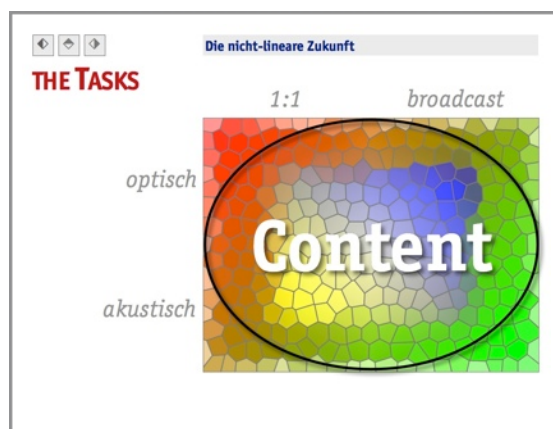 Die nicht-lineare Zukunft
THE TASKS
1:1 broadcast
optisch
Content
akustisch